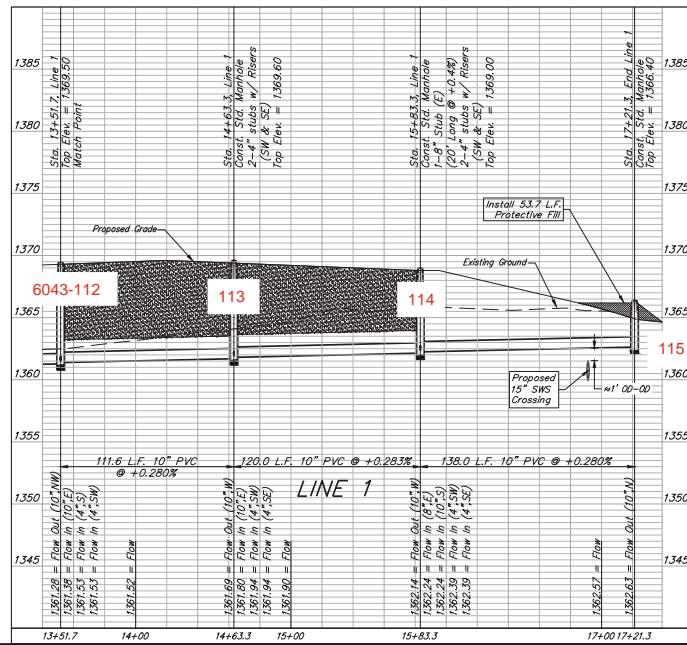 1385
1380
1375
1370
1365
1360
1355
1350
1345
1385
1380
1375
1370
1365
1360
1355
1350
1345
Sta. 13+51.7, Line 1
Top Elev. = 1369.50
Match Point
Sta. 14+63.3, Line 1
Const. Std. Manhole
2-4" stubs w/ Risers
(SW & SE)
Top Elev. = 1369.60
Sta. 15+83.3, Line 1
Const. Std. Manhole
1-8" Stub (E)
(20' Long @ +0.4%)
2-4" stubs w/ Risers
(SW & SE)
Top Elev. = 1369.00
Sta. 17+21.3, End Line 1
Const. Std. Manhole
Top Elev. = 1366.40
Install 53.7 L.F.
Protective Fill
Proposed Grade
Existing Ground
6043-112
113
114
115
Proposed
15" SWS
Crossing
≈1' OD-OD
111.6 L.F. 10" PVC
@ +0.280%
120.0 L.F. 10" PVC @ +0.283%
138.0 L.F. 10" PVC @ +0.280%
LINE 1
1361.28 = Flow Out (10",NW)
1361.38 = Flow In (10",E)
1361.53 = Flow In (4",S)
1361.53 = Flow In (4",SW)
1361.52 = Flow
1361.69 = Flow Out (10",W)
1361.80 = Flow In (10",E)
1361.94 = Flow In (4",SW)
1361.94 = Flow In (4",SE)
1361.90 = Flow
1362.14 = Flow Out (10",W)
1362.24 = Flow In (8",E)
1362.24 = Flow In (10",S)
1362.39 = Flow In (4",SW)
1362.39 = Flow In (4",SE)
1362.57 = Flow
1362.63 = Flow Out (10",N)
13+51.7
14+00
14+63.3
15+00
15+83.3
17+00
17+21.3